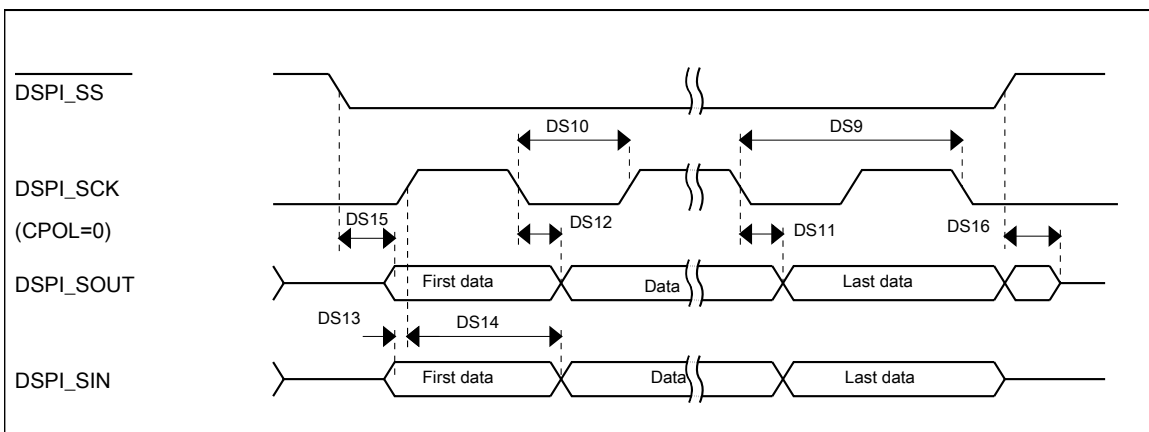 DSPI_SS
DS10
DS9
DSPI_SCK
(CPOL=0)
DS15
DS12
DS11
DS16
DSPI_SOUT
First data
Data
Last data
DS13
DS14
DSPI_SIN
First data
Data
Last data